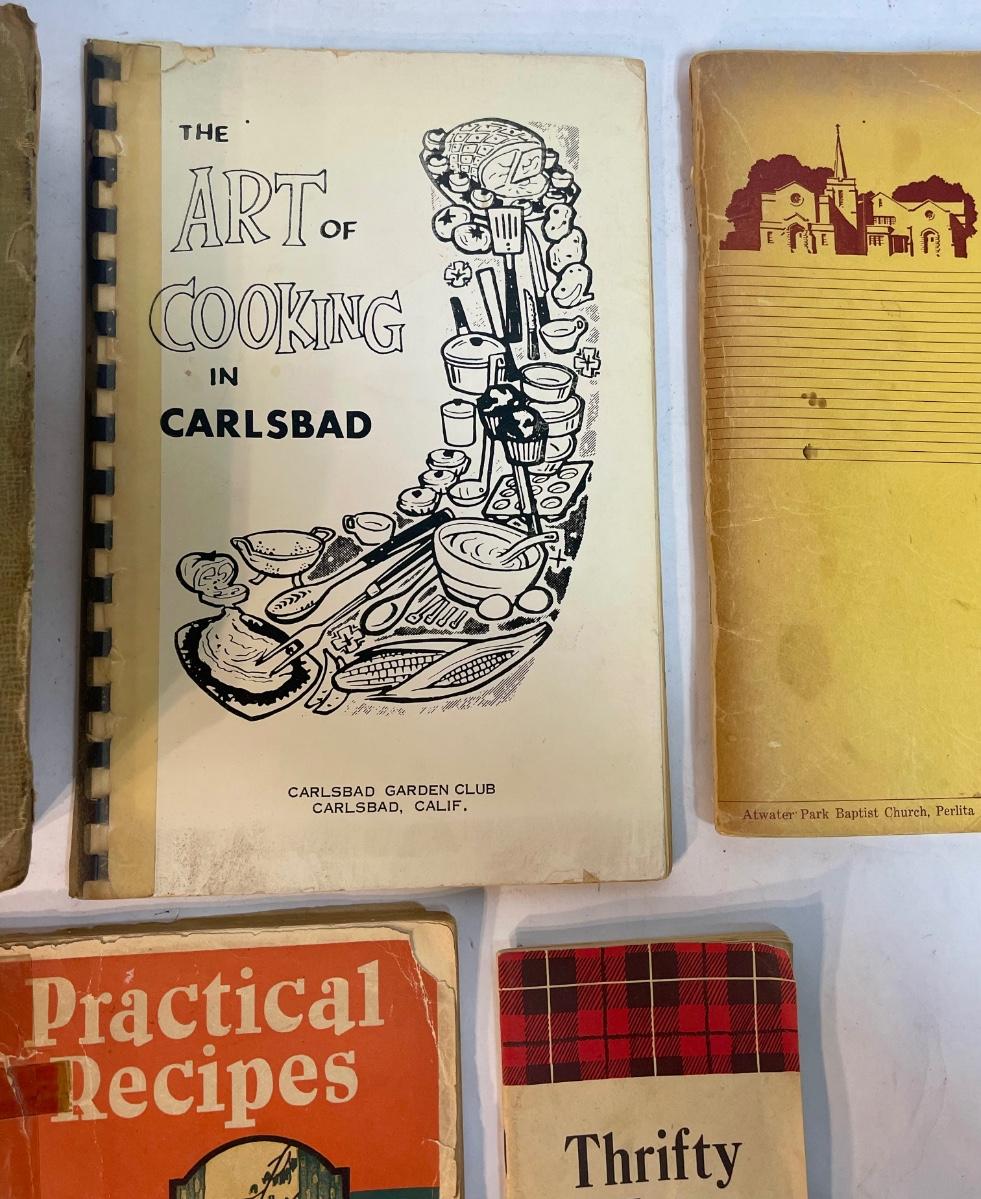 THE
ART OF
COOKING
IN
CARLSBAD
CARLSBAD GARDEN CLUB
CARLSBAD, CALIF.
Atwater Park Baptist Church, Perlita
Practical
Recipes
Thrifty